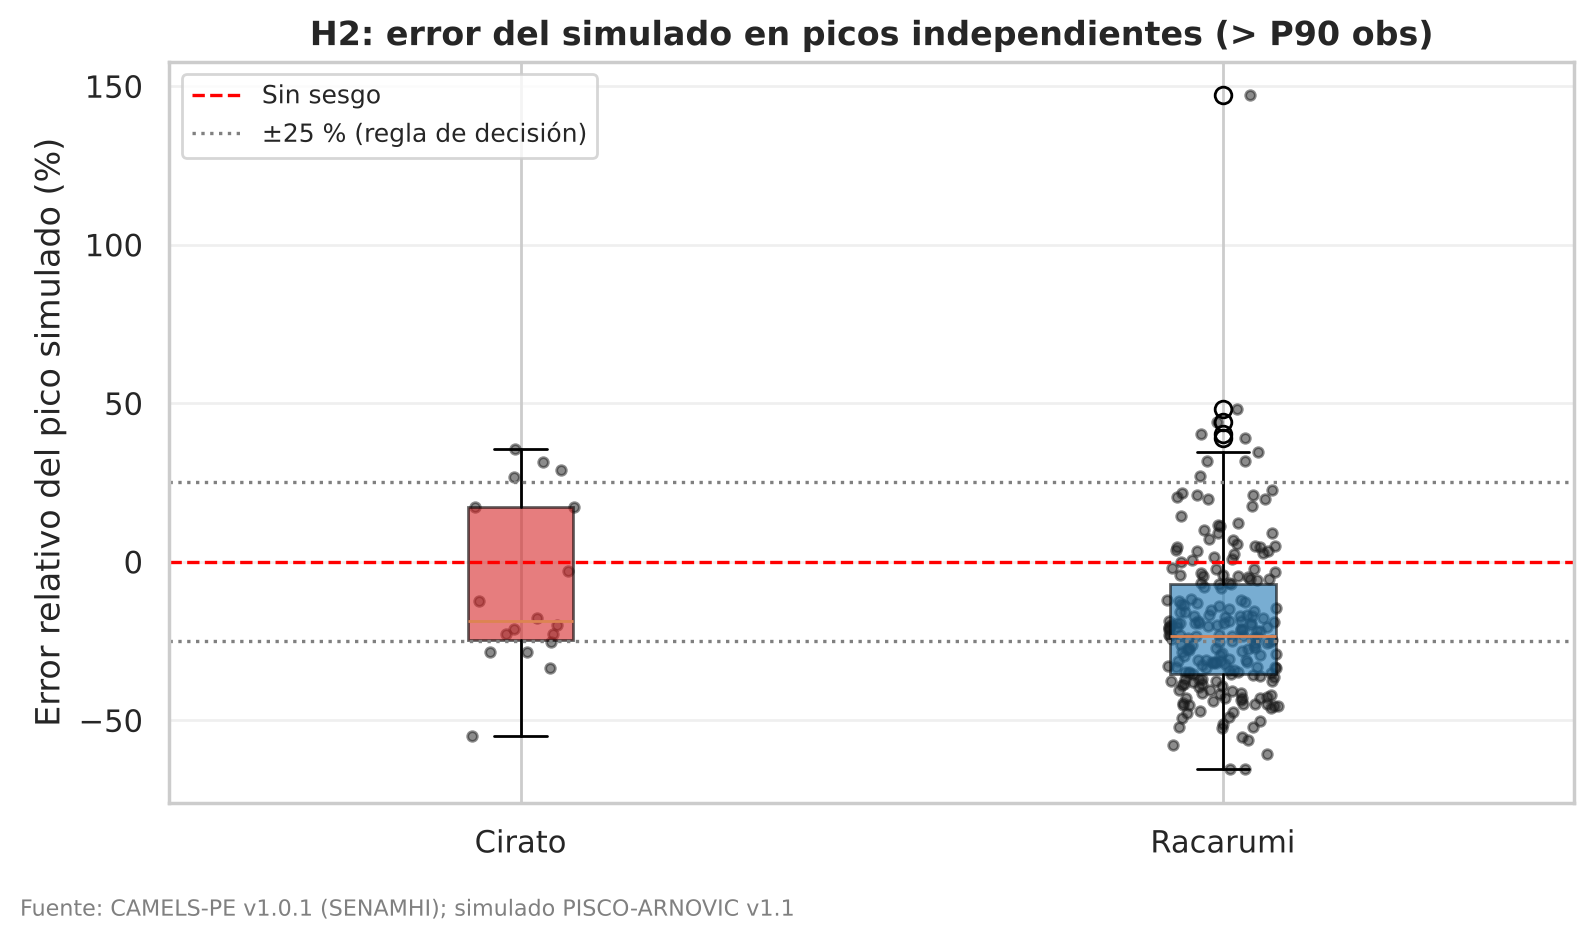 H2: error del simulado en picos independientes (> P90 obs)
Sin sesgo
±25 % (regla de decisión)
Error relativo del pico simulado (%)
150
100
50
0
−50
Cirato
Racarumi
Fuente: CAMELS-PE v1.0.1 (SENAMHI); simulado PISCO-ARNOVIC v1.1